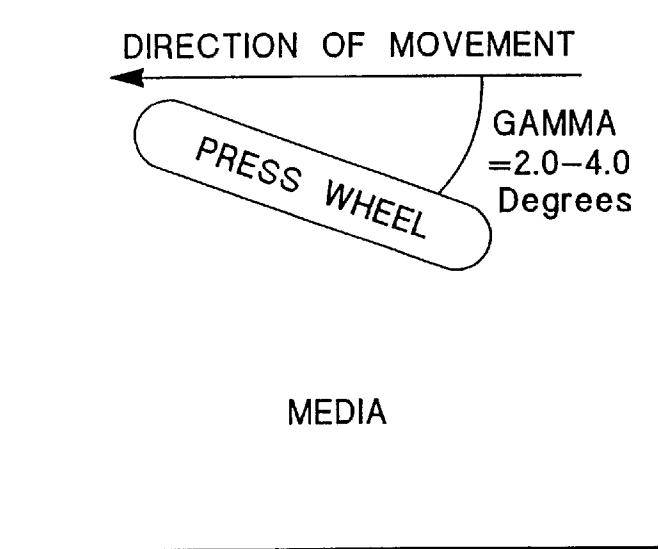 DIRECTION OF MOVEMENT
GAMMA
=2.0–4.0
Degrees
PRESS WHEEL
MEDIA